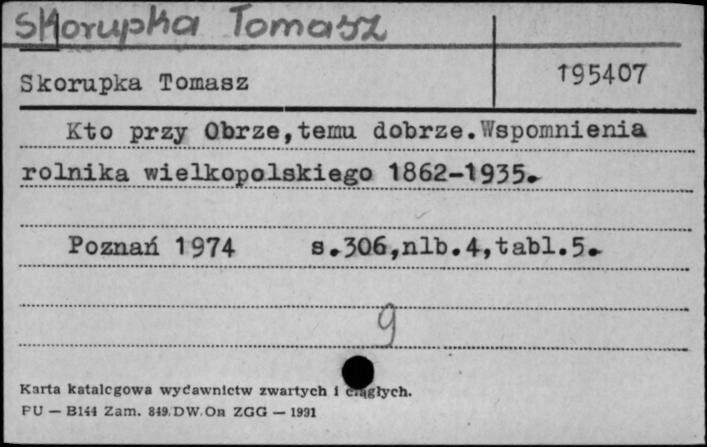 Skorupka Tomasz
Skorupka Tomasz
195407
Kto przy Obrze,temu dobrze.Wspomnienia
rolnika wielkopolskiego 1862-1935.
Poznań 1974 s.306,nlb.4,tabl.5.
9
Karta katalogowa wydawnictw zwartych i ciągłych.
PU — B144 Zam. 849.DW.On ZGG — 1991